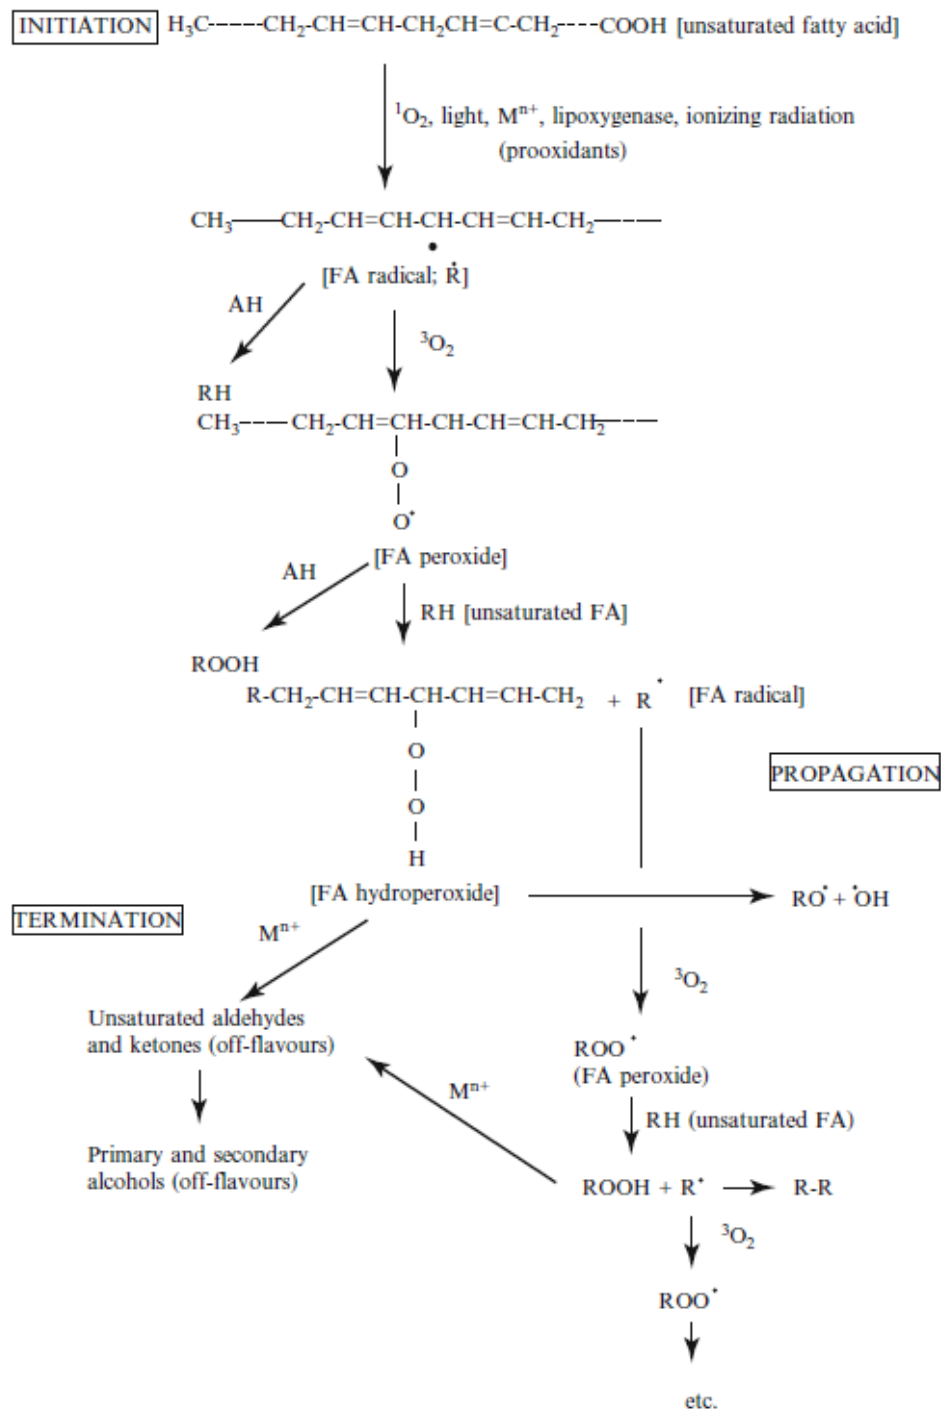 INITIATION H₃C-----CH₂-CH=CH-CH₂CH=C-CH₂----COOH [unsaturated fatty acid]
¹O₂, light, Mⁿ⁺, lipoxygenase, ionizing radiation
(prooxidants)
CH₃——CH₂-CH=CH-CH-CH=CH-CH₂-----
•
[FA radical; Ṙ]
AH
³O₂
RH
CH₃----CH₂-CH=CH-CH-CH=CH-CH₂-----
O
O•
[FA peroxide]
AH
RH [unsaturated FA]
ROOH
R-CH₂-CH=CH-CH-CH=CH-CH₂ + R• [FA radical]
O
PROPAGATION
O
H
[FA hydroperoxide]
RO• + •OH
TERMINATION
Mⁿ⁺
³O₂
Unsaturated aldehydes
and ketones (off-flavours)
ROO•
(FA peroxide)
Mⁿ⁺
RH (unsaturated FA)
Primary and secondary
alcohols (off-flavours)
ROOH + R• R-R
³O₂
ROO•
etc.